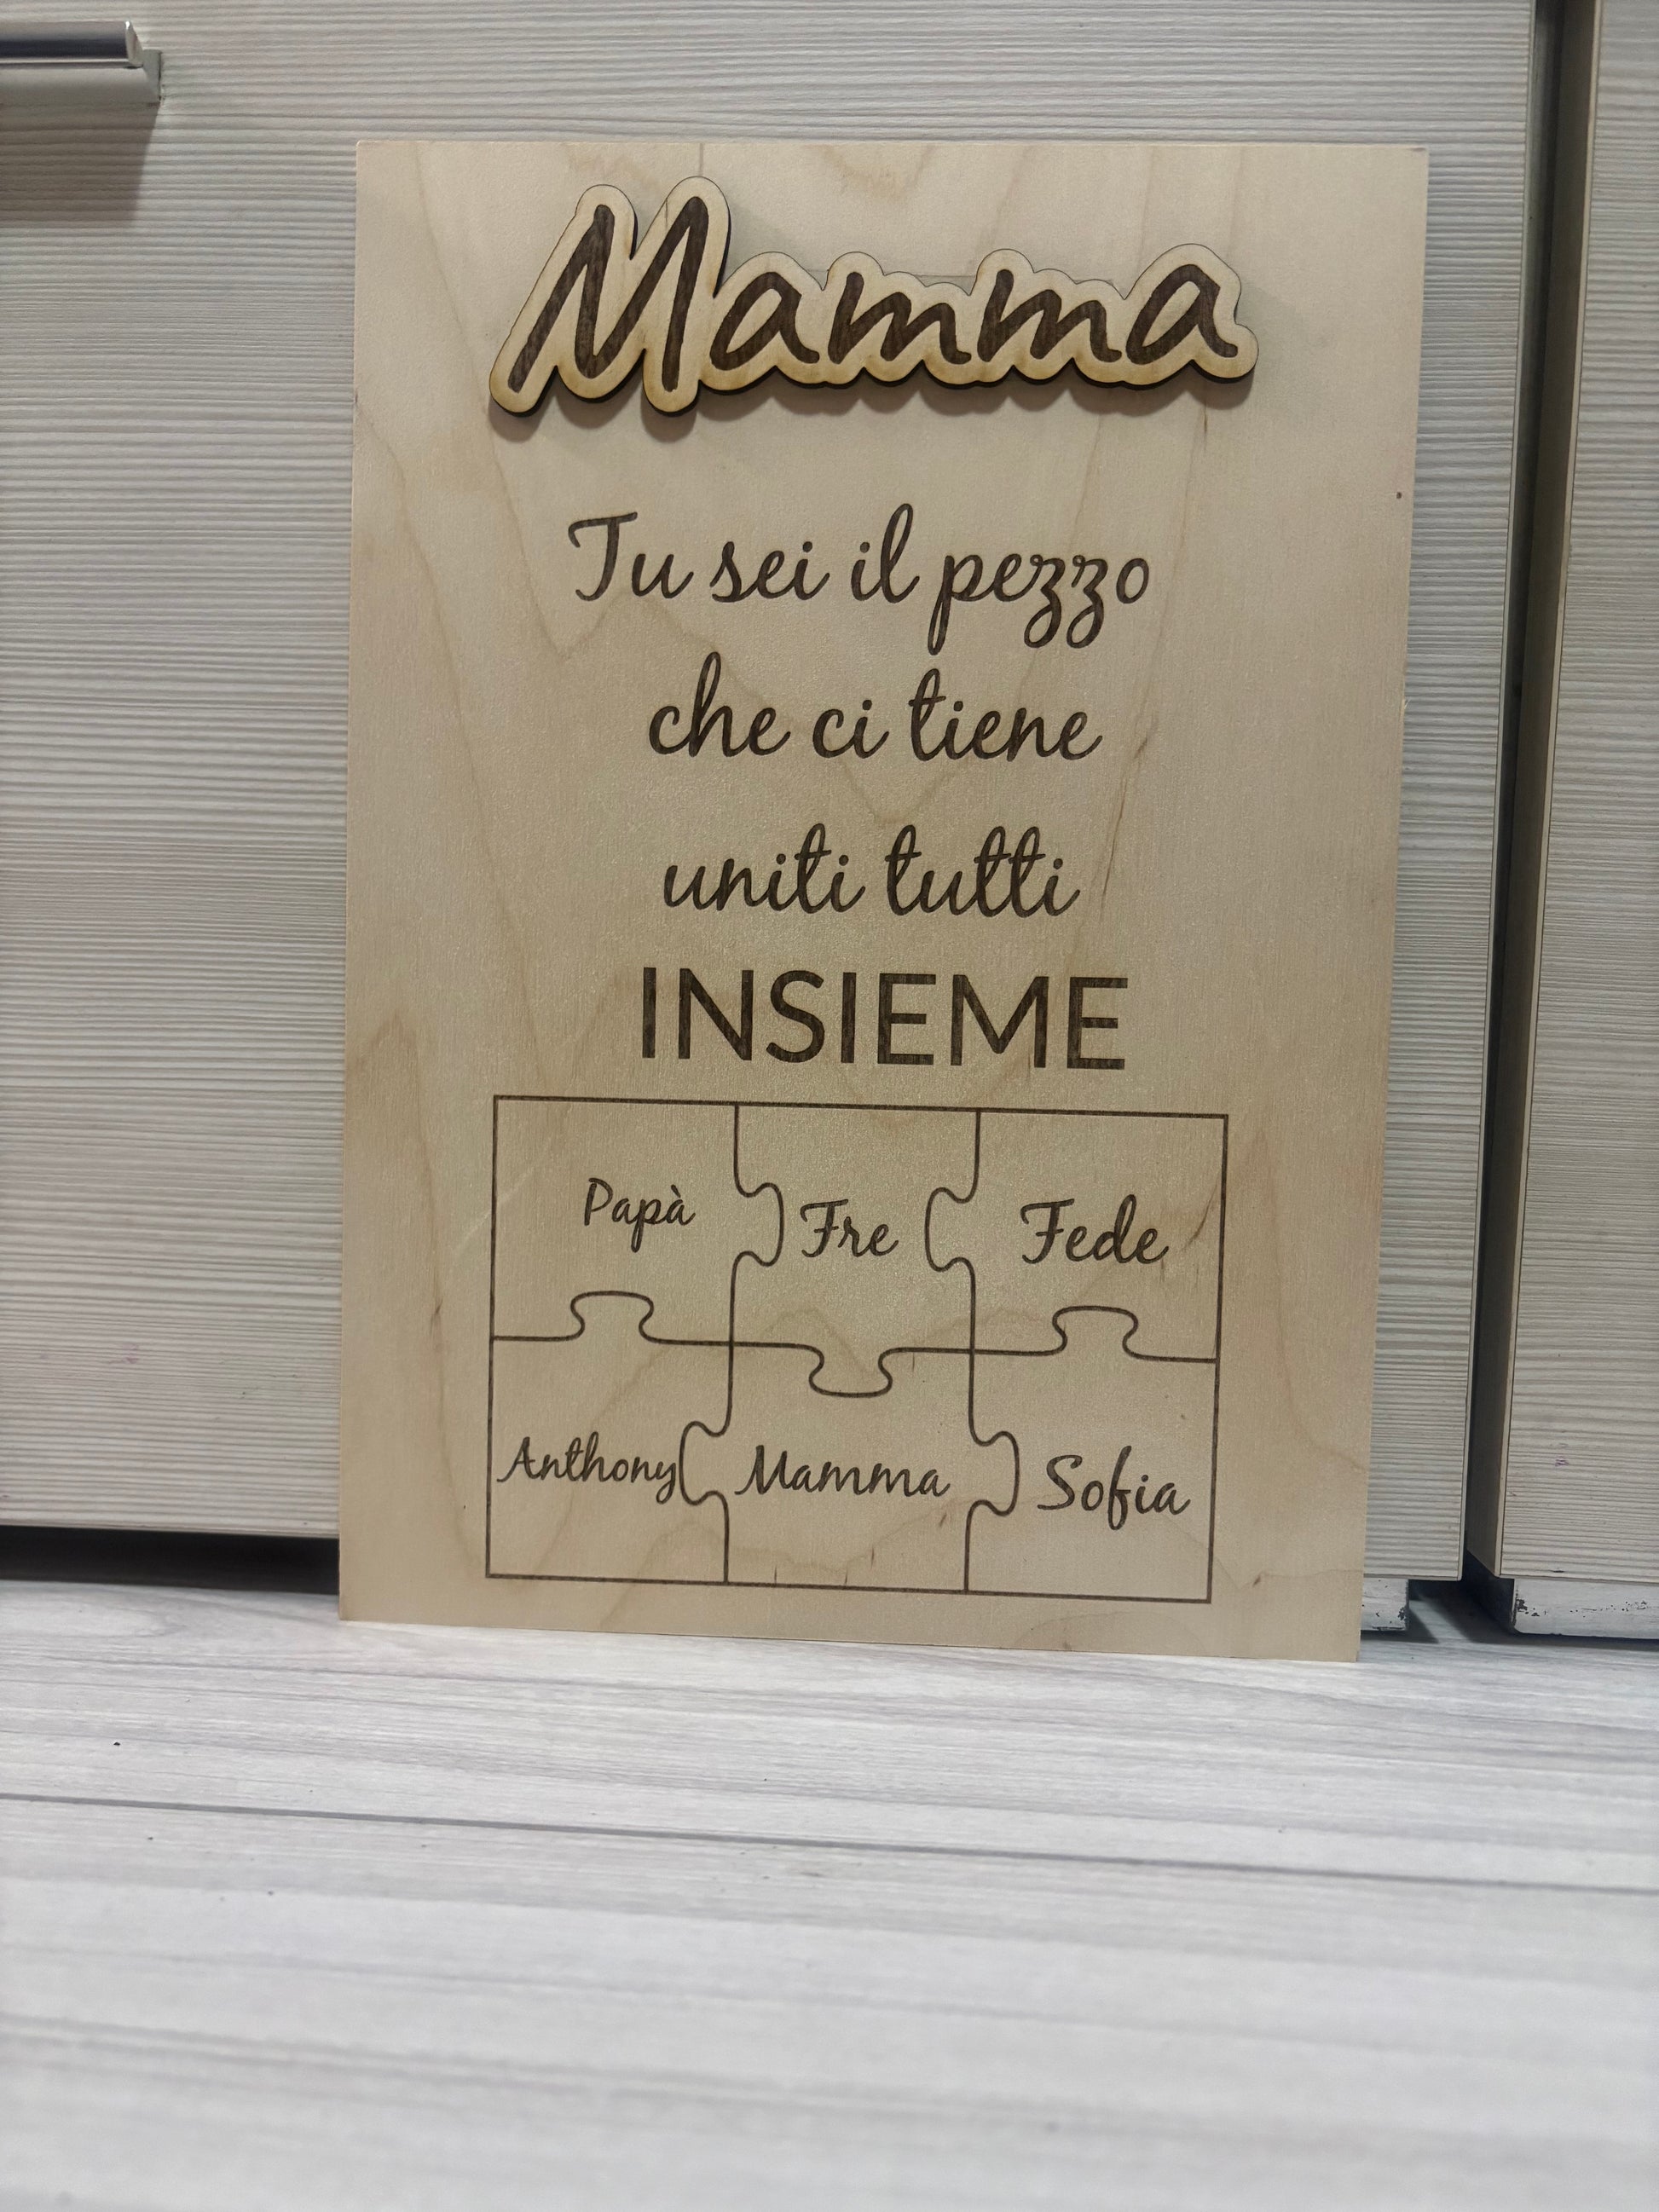 Mamma
Tu sei il pezzo
che ci tiene
uniti tutti
INSIEME
Papà Fre Fede
Anthony Mamma Sofia